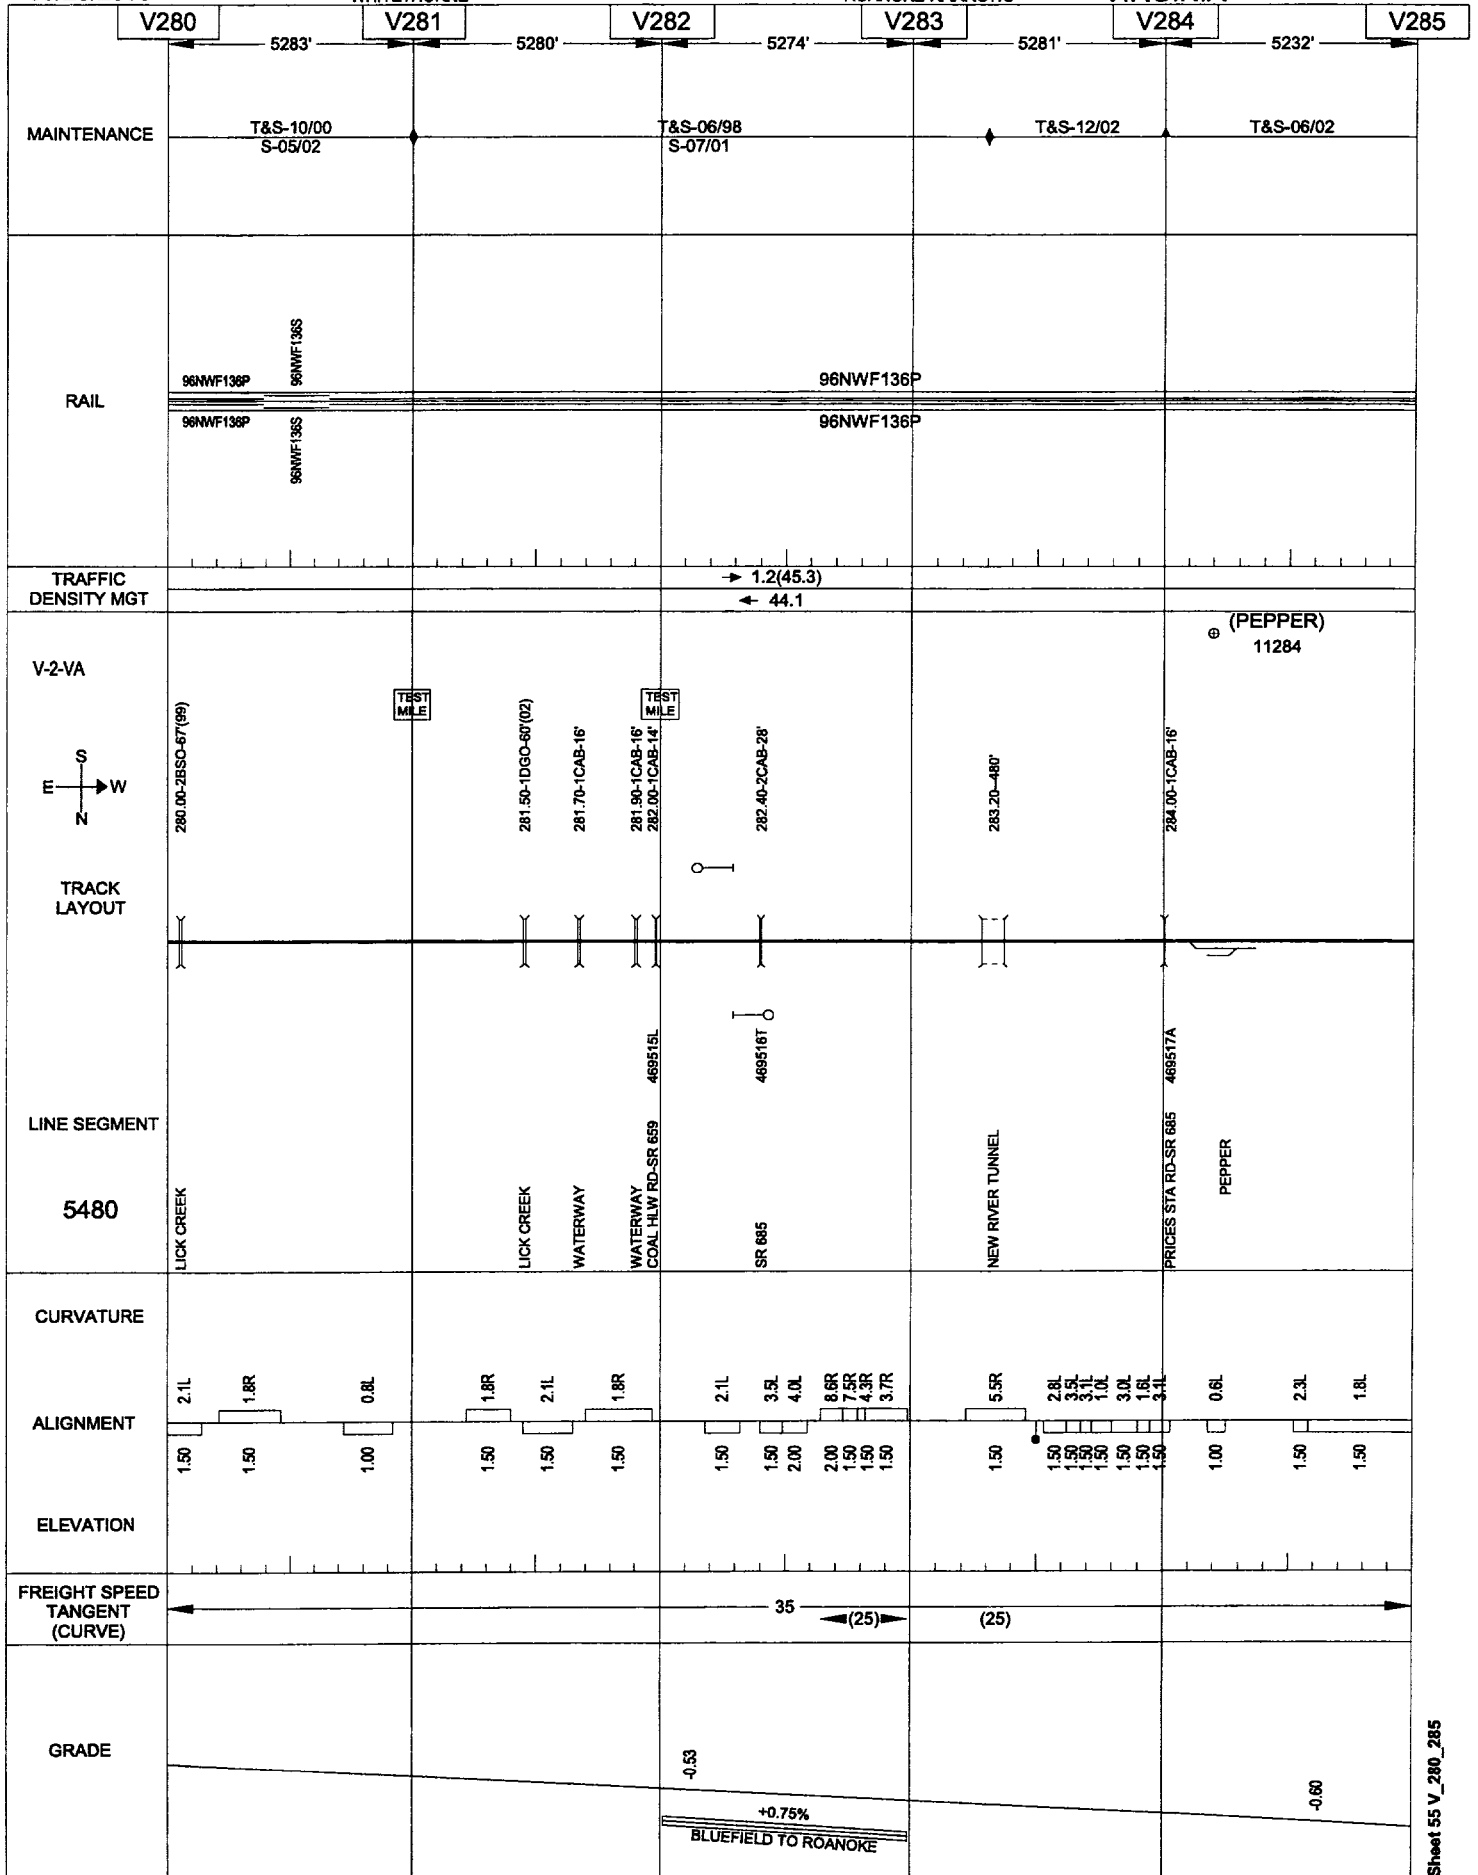 V280 V281 V282 V283 V284 V285
5283' 5280' 5274' 5281' 5232'
MAINTENANCE
T&S-10/00 T&S-06/98 T&S-12/02 T&S-06/02
S-05/02 S-07/01
RAIL
96NWF136P 96NWF136S 96NWF136P
96NWF136P 96NWF136S 96NWF136P
TRAFFIC
DENSITY MGT
1.2(45.3)
44.1
V-2-VA
(PEPPER)
11284
TEST
MILE
TEST
MILE
S
E W
N
280.00-2BSO-67'(99)
281.50-1DGO-60'(02)
281.70-1CAB-16'
281.90-1CAB-16'
282.00-1CAB-14'
282.40-2CAB-28'
283.20--480'
284.00-1CAB-16'
TRACK
LAYOUT
469515L
469516T
469517A
LINE SEGMENT
5480
LICK CREEK
LICK CREEK
WATERWAY
WATERWAY
COAL HLW RD-SR 659
SR 685
NEW RIVER TUNNEL
PRICES STA RD-SR 685
PEPPER
CURVATURE
2.1L 1.8R 0.8L 1.8R 2.1L 1.8R 2.1L 3.5L 4.0L 8.6R 7.5R 4.3R 3.7R 5.5R 2.8L 3.5L 3.1L 1.0L 3.0L 1.6L 3.1L 0.6L 2.3L 1.8L
ALIGNMENT
1.50 1.50 1.00 1.50 1.50 1.50 1.50 1.50 2.00 2.00 1.50 1.50 1.50 1.50 1.50 1.50 1.50 1.50 1.50 1.50 1.50 1.00 1.50 1.50
ELEVATION
FREIGHT SPEED
TANGENT
(CURVE)
35
(25) (25)
GRADE
-0.53
-0.60
+0.75%
BLUEFIELD TO ROANOKE
Sheet 55 V_280_285